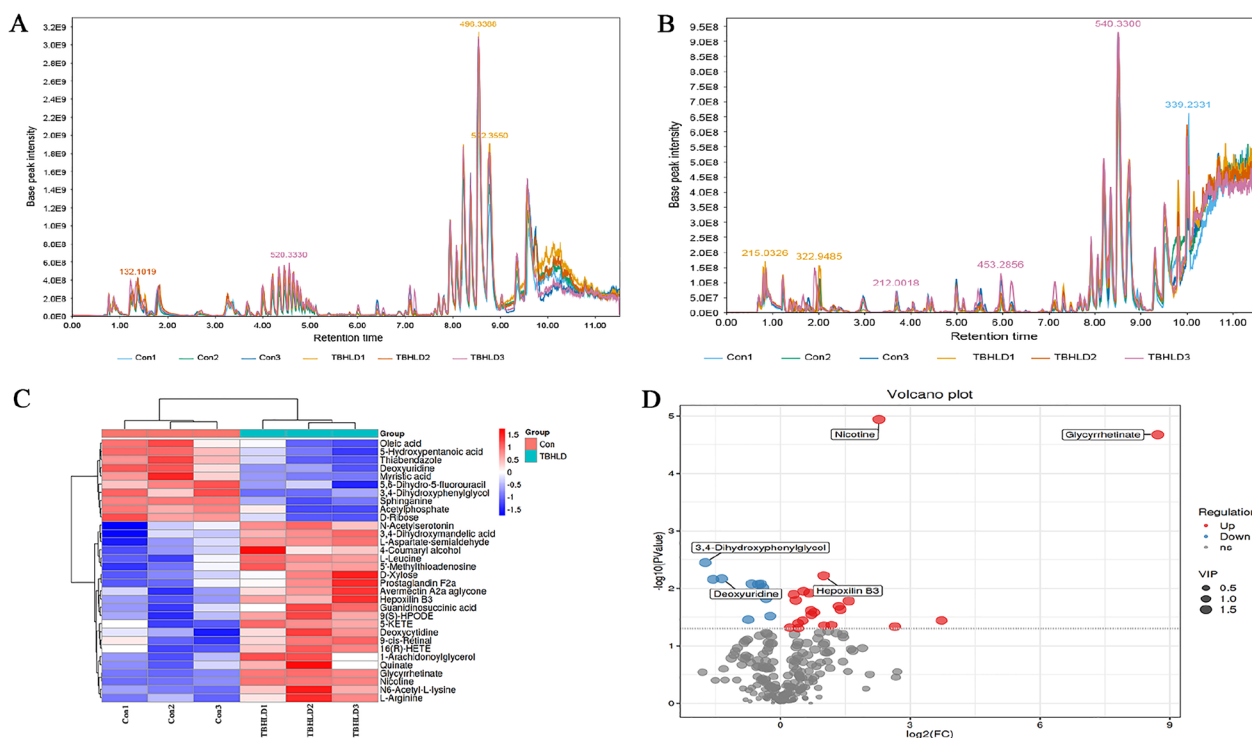 A
3.2E9
3.0E9
2.8E9
2.6E9
2.4E9
2.2E9
2.0E9
1.8E9
1.6E9
1.4E9
1.2E9
1.0E9
8.0E8
6.0E8
4.0E8
2.0E8
0.0E0
Base peak intensity
132.1019
520.3330
0.00 1.00 2.00 3.00 4.00 5.00 6.00 7.00 8.00 9.00 10.00 11.00
Retention time
Con1 Con2 Con3 TBHLD1 TBHLD2 TBHLD3
B
9.5E8
9.0E8
8.5E8
8.0E8
7.5E8
7.0E8
6.5E8
6.0E8
5.5E8
5.0E8
4.5E8
4.0E8
3.5E8
3.0E8
2.5E8
2.0E8
1.5E8
1.0E8
5.0E7
0.0E0
Base peak intensity
540.3300
339.2331
215.0326
322.9485
212.0018
453.2856
0.00 1.00 2.00 3.00 4.00 5.00 6.00 7.00 8.00 9.00 10.00 11.00
Retention time
Con1 Con2 Con3 TBHLD1 TBHLD2 TBHLD3
C
Group
Oleic acid
5-Hydroxypentanoic acid
Thiabendazole
Deoxyuridine
Myristic acid
5,6-Dihydro-5-fluorouracil
3,4-Dihydroxyphenylglycol
Sphinganine
Acetylphosphate
D-Ribose
N-Acetylserotonin
3,4-Dihydroxymandelic acid
L-Aspartate-semialdehyde
4-Coumaryl alcohol
L-Leucine
5'-Methylthioadenosine
D-Xylose
Prostaglandin F2a
Avermectin A2a aglycone
Hepoxilin B3
Guanidinosuccinic acid
9(S)-HPODE
5-KETE
Deoxycytidine
9-cis-Retinal
16(R)-HETE
1-Arachidonoylglycerol
Quinate
Glycyrrhetinate
Nicotine
N6-Acetyl-L-lysine
L-Arginine
Con1 Con2 Con3 TBHLD1 TBHLD2 TBHLD3
1.5
1
0.5
0
-0.5
-1
-1.5
Group
Con
TBHLD
D
Volcano plot
5
4
3
2
1
0
-log10(PValue)
Nicotine
Glycyrrhetinate
3,4-Dihydroxyphenylglycol
Deoxyuridine
Hepoxilin B3
0 3 6 9
log2(FC)
Regulation
Up
Down
nc
VIP
0.5
1.0
1.5